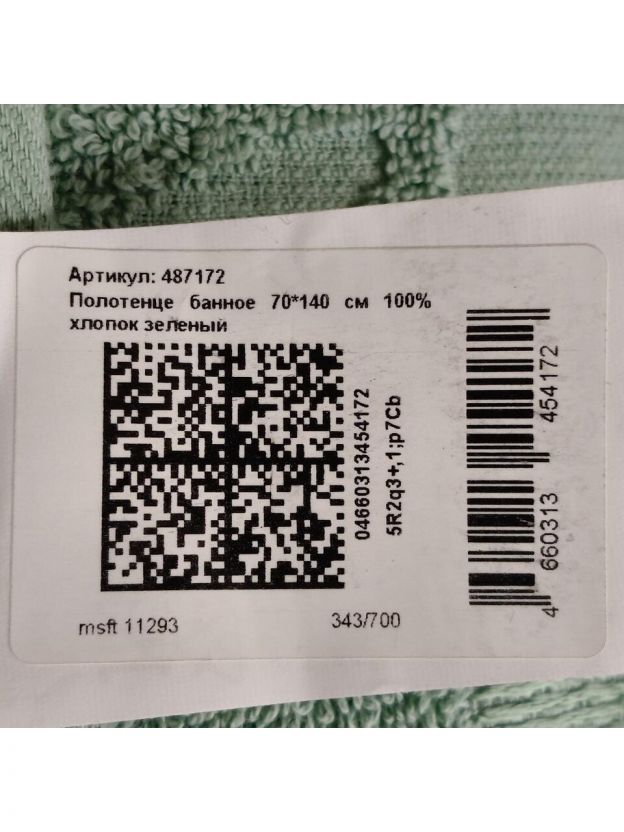 Артикул: 487172
Полотенце банное 70*140 см 100%
хлопок зеленый
04660313454172
5R2q3+,1;p7Cb
4 660313 454172
msft 11293
343/700